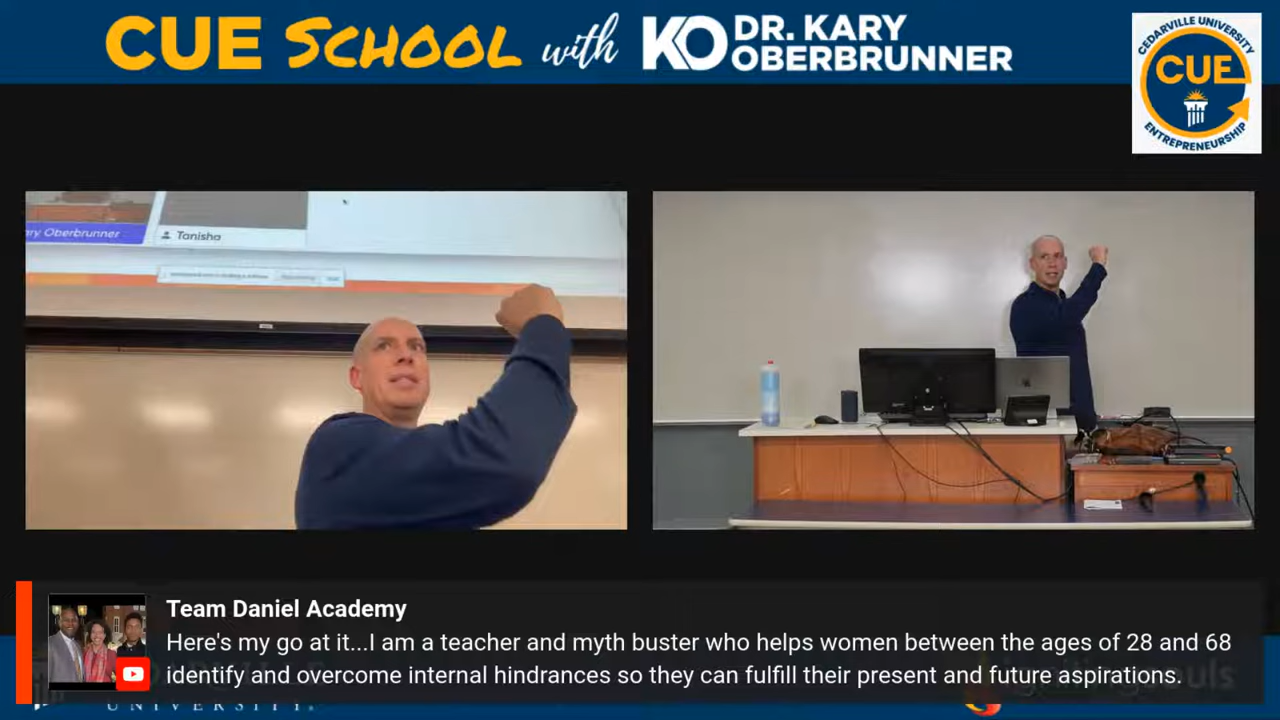 CUE SCHOOL with KO DR. KARY
OBERBRUNNER
CEDARVILLE UNIVERSITY
CUE
ENTREPRENEURSHIP
ary Oberbrunner
Tanisha
Team Daniel Academy
Here's my go at it...I am a teacher and myth buster who helps women between the ages of 28 and 68
identify and overcome internal hindrances so they can fulfill their present and future aspirations.
UNIVERSITY.